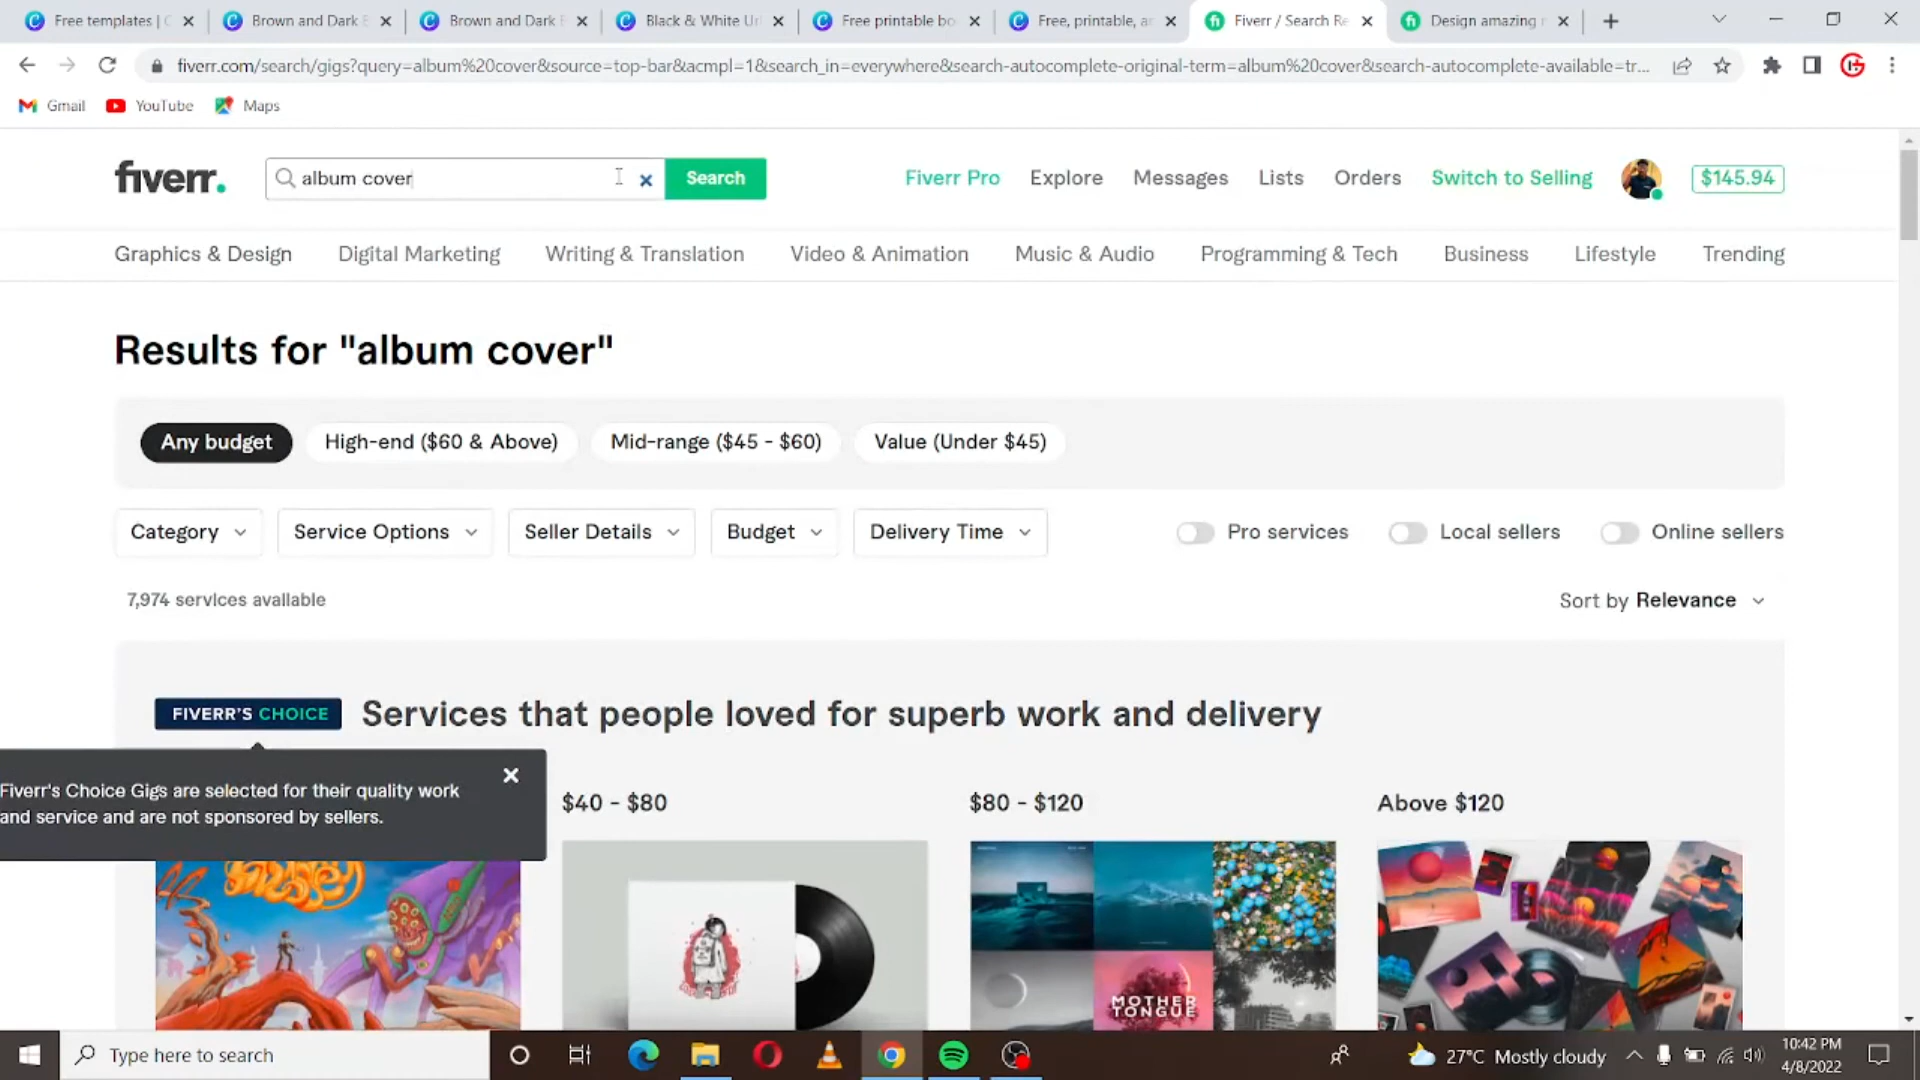 Free templates | C
Brown and Dark B
Brown and Dark B
Black & White Ur
Free printable bo
Free, printable, an
Fiverr / Search Re
Design amazing
fiverr.com/search/gigs?query=album%20cover&source=top-bar&acmpl=1&search_in=everywhere&search-autocomplete-original-term=album%20cover&search-autocomplete-available=tr...
Gmail YouTube Maps
fiverr.
album cover
Search
Fiverr Pro Explore Messages Lists Orders Switch to Selling $145.94
Graphics & Design Digital Marketing Writing & Translation Video & Animation Music & Audio Programming & Tech Business Lifestyle Trending
Results for "album cover"
Any budget High-end ($60 & Above) Mid-range ($45 - $60) Value (Under $45)
Category Service Options Seller Details Budget Delivery Time Pro services Local sellers Online sellers
7,974 services available
Sort by Relevance
FIVERR'S CHOICE Services that people loved for superb work and delivery
Fiverr's Choice Gigs are selected for their quality work
and service and are not sponsored by sellers.
$40 - $80 $80 - $120 Above $120
MOTHER
TONGUE
Type here to search
27°C Mostly cloudy
10:42 PM
4/8/2022